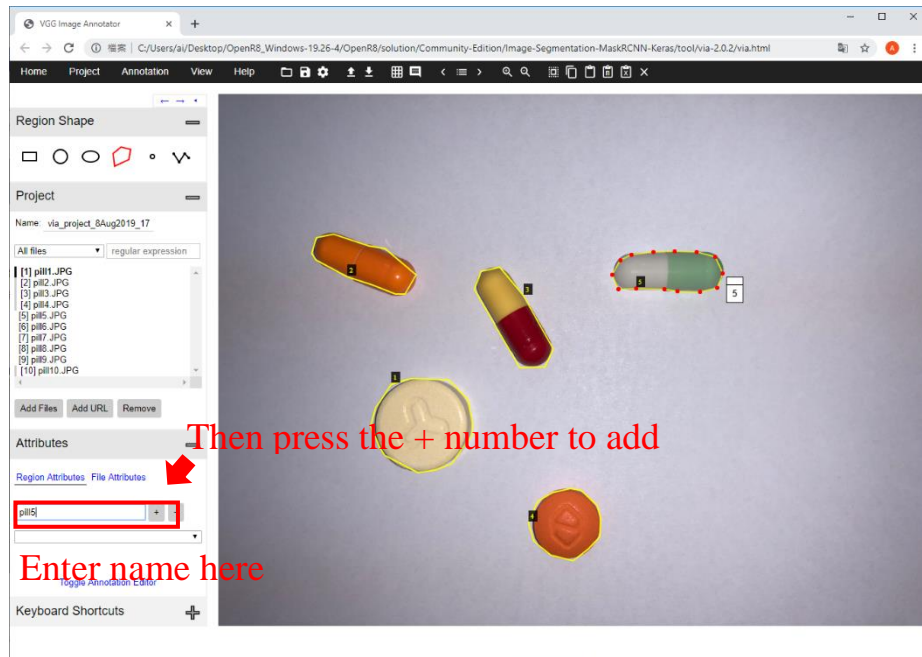 VGG Image Annotator
檔案 C:/Users/ai/Desktop/OpenR8_Windows-19.26-4/OpenR8/solution/Community-Edition/Image-Segmentation-MaskRCNN-Keras/tool/via-2.0.2/via.html
Home Project Annotation View Help
Region Shape
Project
Name: via_project_8Aug2019_17
All files regular expression
[1] pill1.JPG
[2] pill2.JPG
[3] pill3.JPG
[4] pill4.JPG
[5] pill5.JPG
[6] pill6.JPG
[7] pill7.JPG
[8] pill8.JPG
[9] pill9.JPG
[10] pill10.JPG
Add Files Add URL Remove
Attributes
Then press the + number to add
Region Attributes File Attributes
pill5 + -
Enter name here
Toggle Annotation Editor
Keyboard Shortcuts
2
3
5
5
1
4